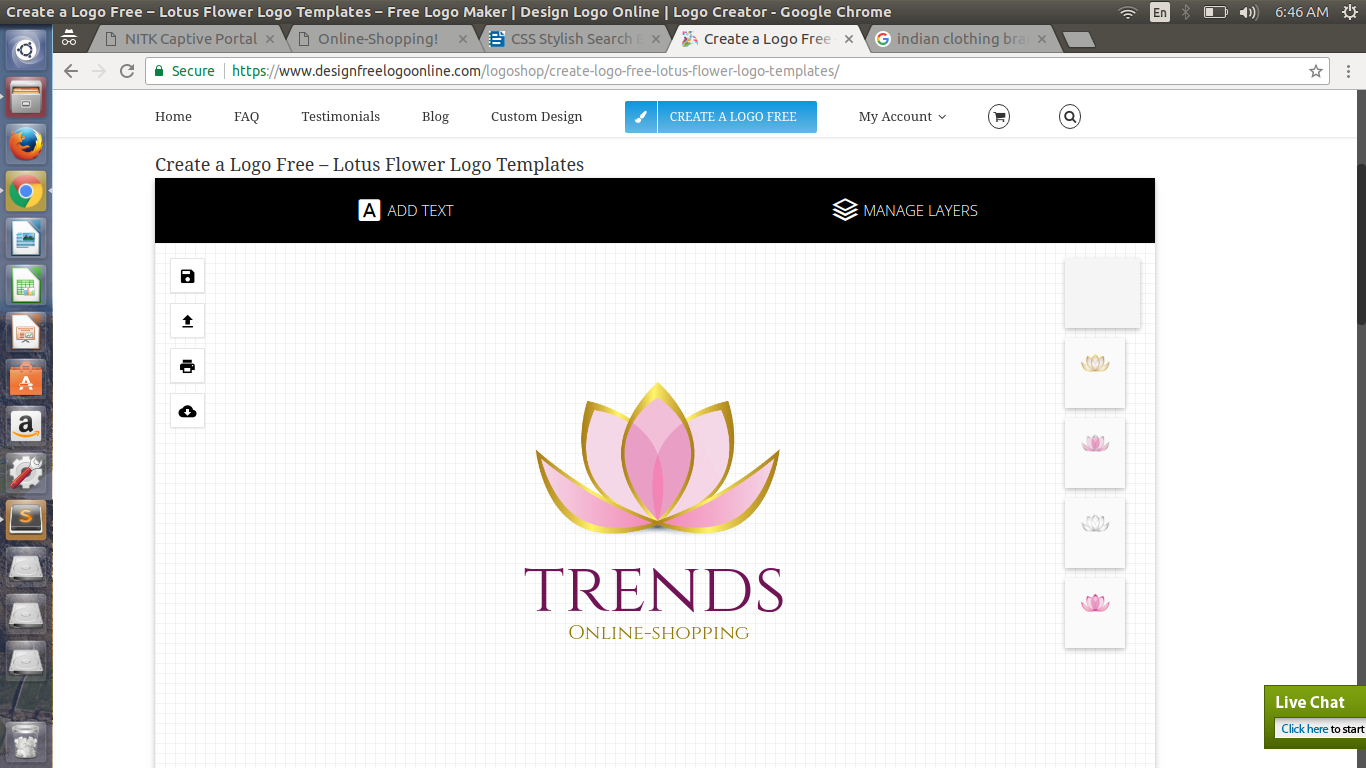 Create a Logo Free – Lotus Flower Logo Templates – Free Logo Maker | Design Logo Online | Logo Creator - Google Chrome
En
6:46 AM
NITK Captive Portal
Online-Shopping!
CSS Stylish Search
Create a Logo Free
indian clothing bra
Secure
https://www.designfreelogoonline.com/logoshop/create-logo-free-lotus-flower-logo-templates/
Home
FAQ
Testimonials
Blog
Custom Design
CREATE A LOGO FREE
My Account
Create a Logo Free – Lotus Flower Logo Templates
A
ADD TEXT
MANAGE LAYERS
TRENDS
Online-shopping
Live Chat
Click here to start
A
a
S